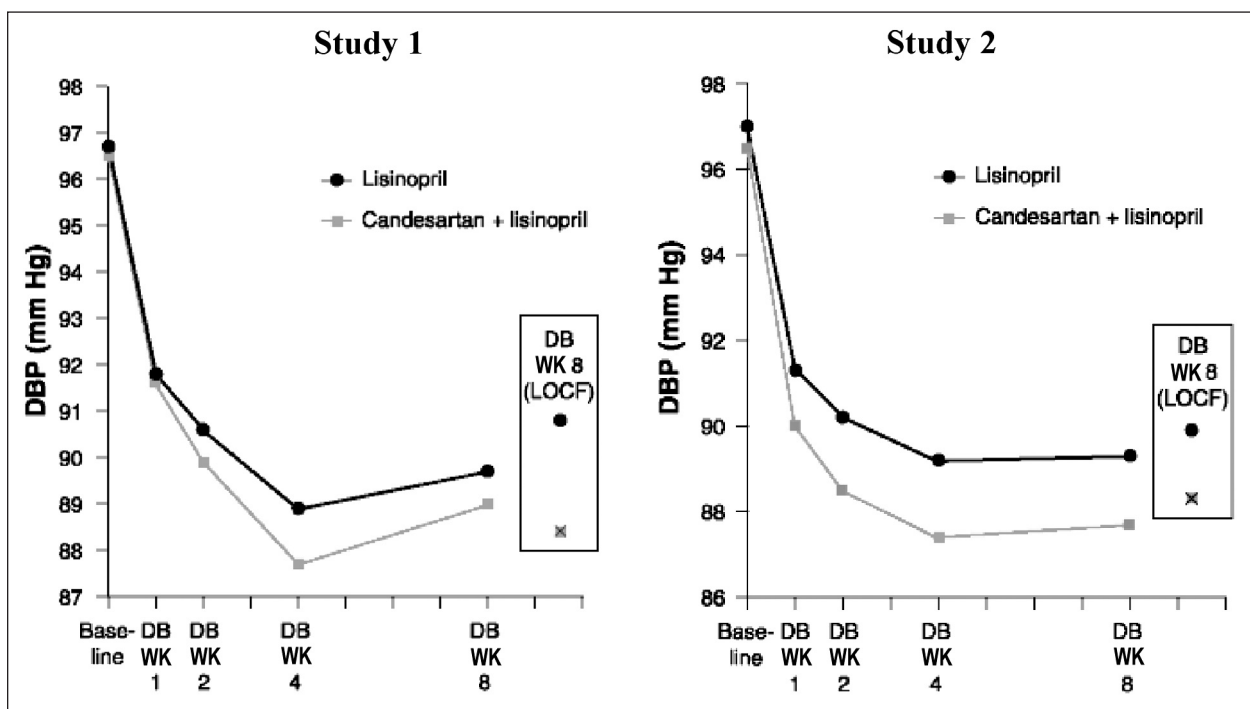 Study 1
98
97
96
95
94
93
92
91
90
89
88
87
DBP (mm Hg)
Lisinopril
Candesartan + lisinopril
DB
WK 8
(LOCF)
Base-
line
DB
WK
1
DB
WK
2
DB
WK
4
DB
WK
8
Study 2
98
96
94
92
90
88
86
DBP (mm Hg)
Lisinopril
Candesartan + lisinopril
DB
WK 8
(LOCF)
Base-
line
DB
WK
1
DB
WK
2
DB
WK
4
DB
WK
8